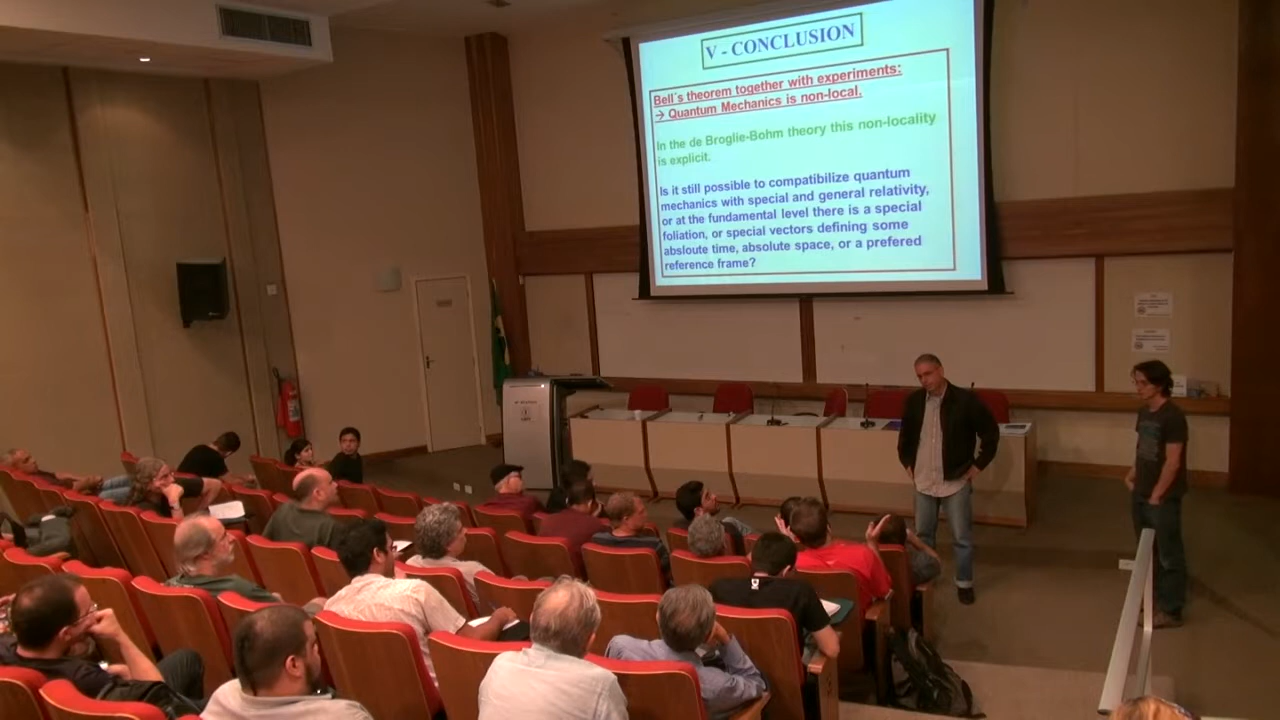 V - CONCLUSION
Bell´s theorem together with experiments:
→ Quantum Mechanics is non-local.
In the de Broglie-Bohm theory this non-locality
is explicit.
Is it still possible to compatibilize quantum
mechanics with special and general relativity,
or at the fundamental level there is a special
foliation, or special vectors defining some
absloute time, absolute space, or a prefered
reference frame?